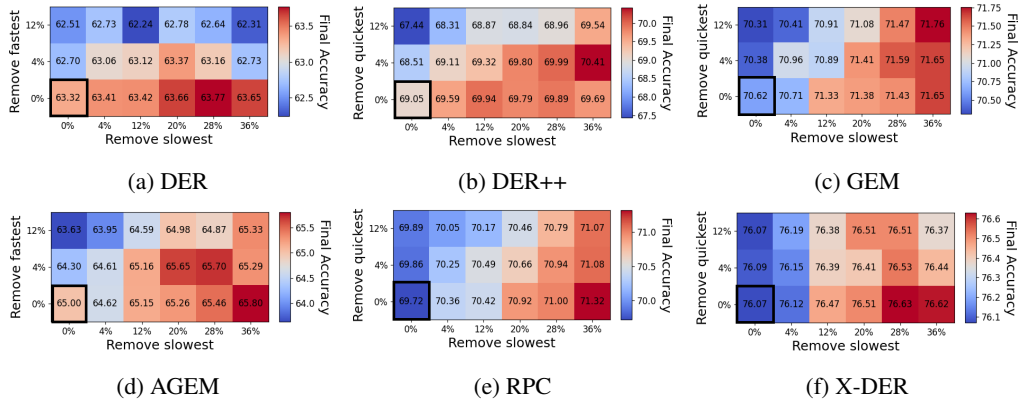 Remove fastest
12% 62.51 62.73 62.24 62.78 62.64 62.31
4% 62.70 63.06 63.12 63.37 63.16 62.73
0% 63.32 63.41 63.42 63.66 63.77 63.65
0% 4% 12% 20% 28% 36%
Remove slowest
63.5
63.0
62.5
Final Accuracy
(a) DER
Remove quickest
12% 67.44 68.31 68.87 68.84 68.96 69.54
4% 68.51 69.11 69.32 69.80 69.99 70.41
0% 69.05 69.59 69.94 69.79 69.89 69.69
0% 4% 12% 20% 28% 36%
Remove slowest
70.0
69.5
69.0
68.5
68.0
67.5
Final Accuracy
(b) DER++
Remove quickest
12% 70.31 70.41 70.91 71.08 71.47 71.76
4% 70.38 70.96 70.89 71.41 71.59 71.65
0% 70.62 70.71 71.33 71.38 71.43 71.65
0% 4% 12% 20% 28% 36%
Remove slowest
71.75
71.50
71.25
71.00
70.75
70.50
Final Accuracy
(c) GEM
Remove fastest
12% 63.63 63.95 64.59 64.98 64.87 65.33
4% 64.30 64.61 65.16 65.65 65.70 65.29
0% 65.00 64.62 65.15 65.26 65.46 65.80
0% 4% 12% 20% 28% 36%
Remove slowest
65.5
65.0
64.5
64.0
Final Accuracy
(d) AGEM
Remove quickest
12% 69.89 70.05 70.17 70.46 70.79 71.07
4% 69.86 70.25 70.49 70.66 70.94 71.08
0% 69.72 70.36 70.42 70.92 71.00 71.32
0% 4% 12% 20% 28% 36%
Remove slowest
71.0
70.5
70.0
Final Accuracy
(e) RPC
Remove quickest
12% 76.07 76.19 76.38 76.51 76.51 76.37
4% 76.09 76.15 76.39 76.41 76.53 76.44
0% 76.07 76.12 76.47 76.51 76.63 76.62
0% 4% 12% 20% 28% 36%
Remove slowest
76.6
76.5
76.4
76.3
76.2
76.1
Final Accuracy
(f) X-DER